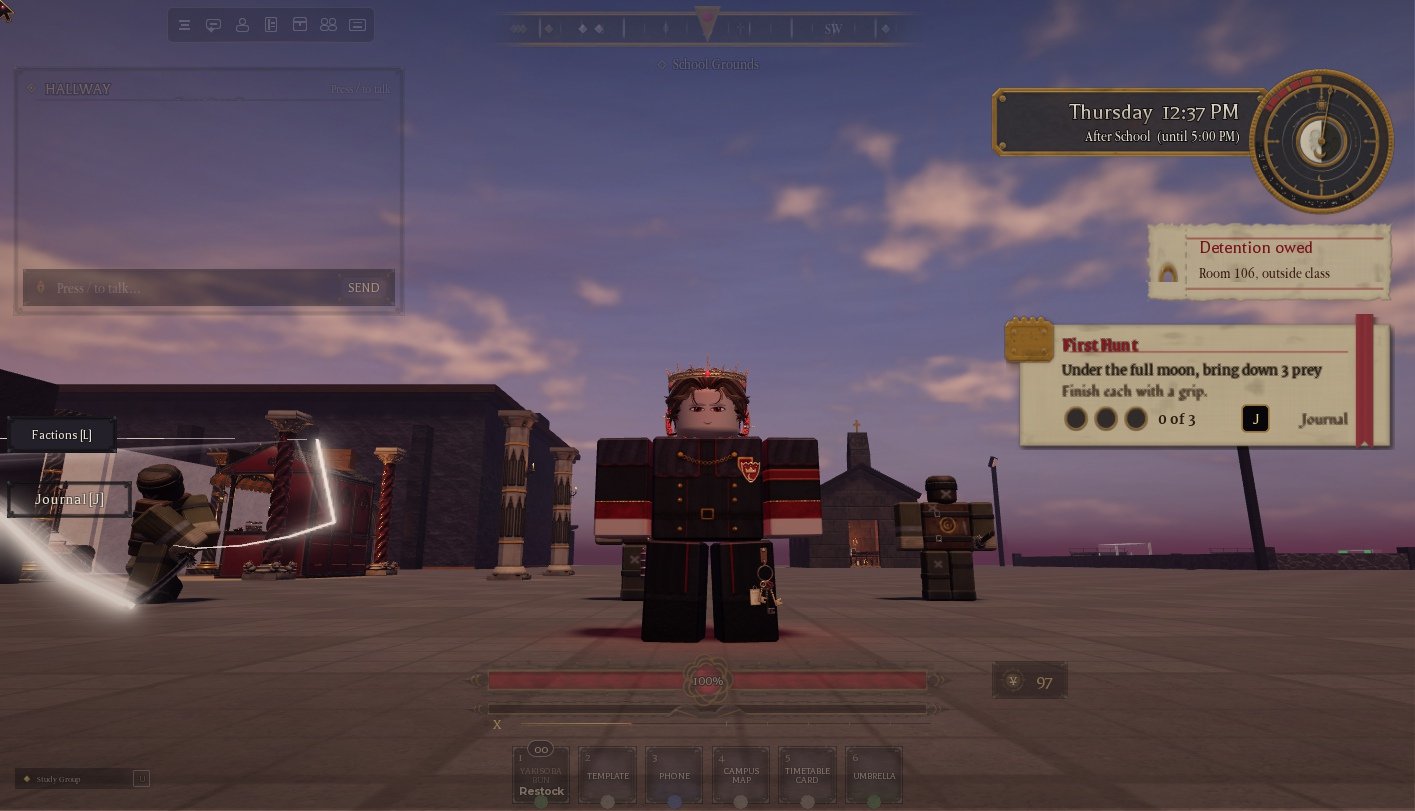 SW
School Grounds
HALLWAY
Press / to talk
Press / to talk...
SEND
Thursday 12:37 PM
After School (until 5:00 PM)
Detention owed
Room 106, outside class
First Hunt
Under the full moon, bring down 3 prey
Finish each with a grip.
0 of 3
J
Journal
Factions [L]
Journal [J]
100%
¥ 97
X
1
00
YAKISOBA
BUN
Restock
2
TEMPLATE
3
PHONE
4
CAMPUS
MAP
5
TIMETABLE
CARD
6
UMBRELLA
Study Group
U